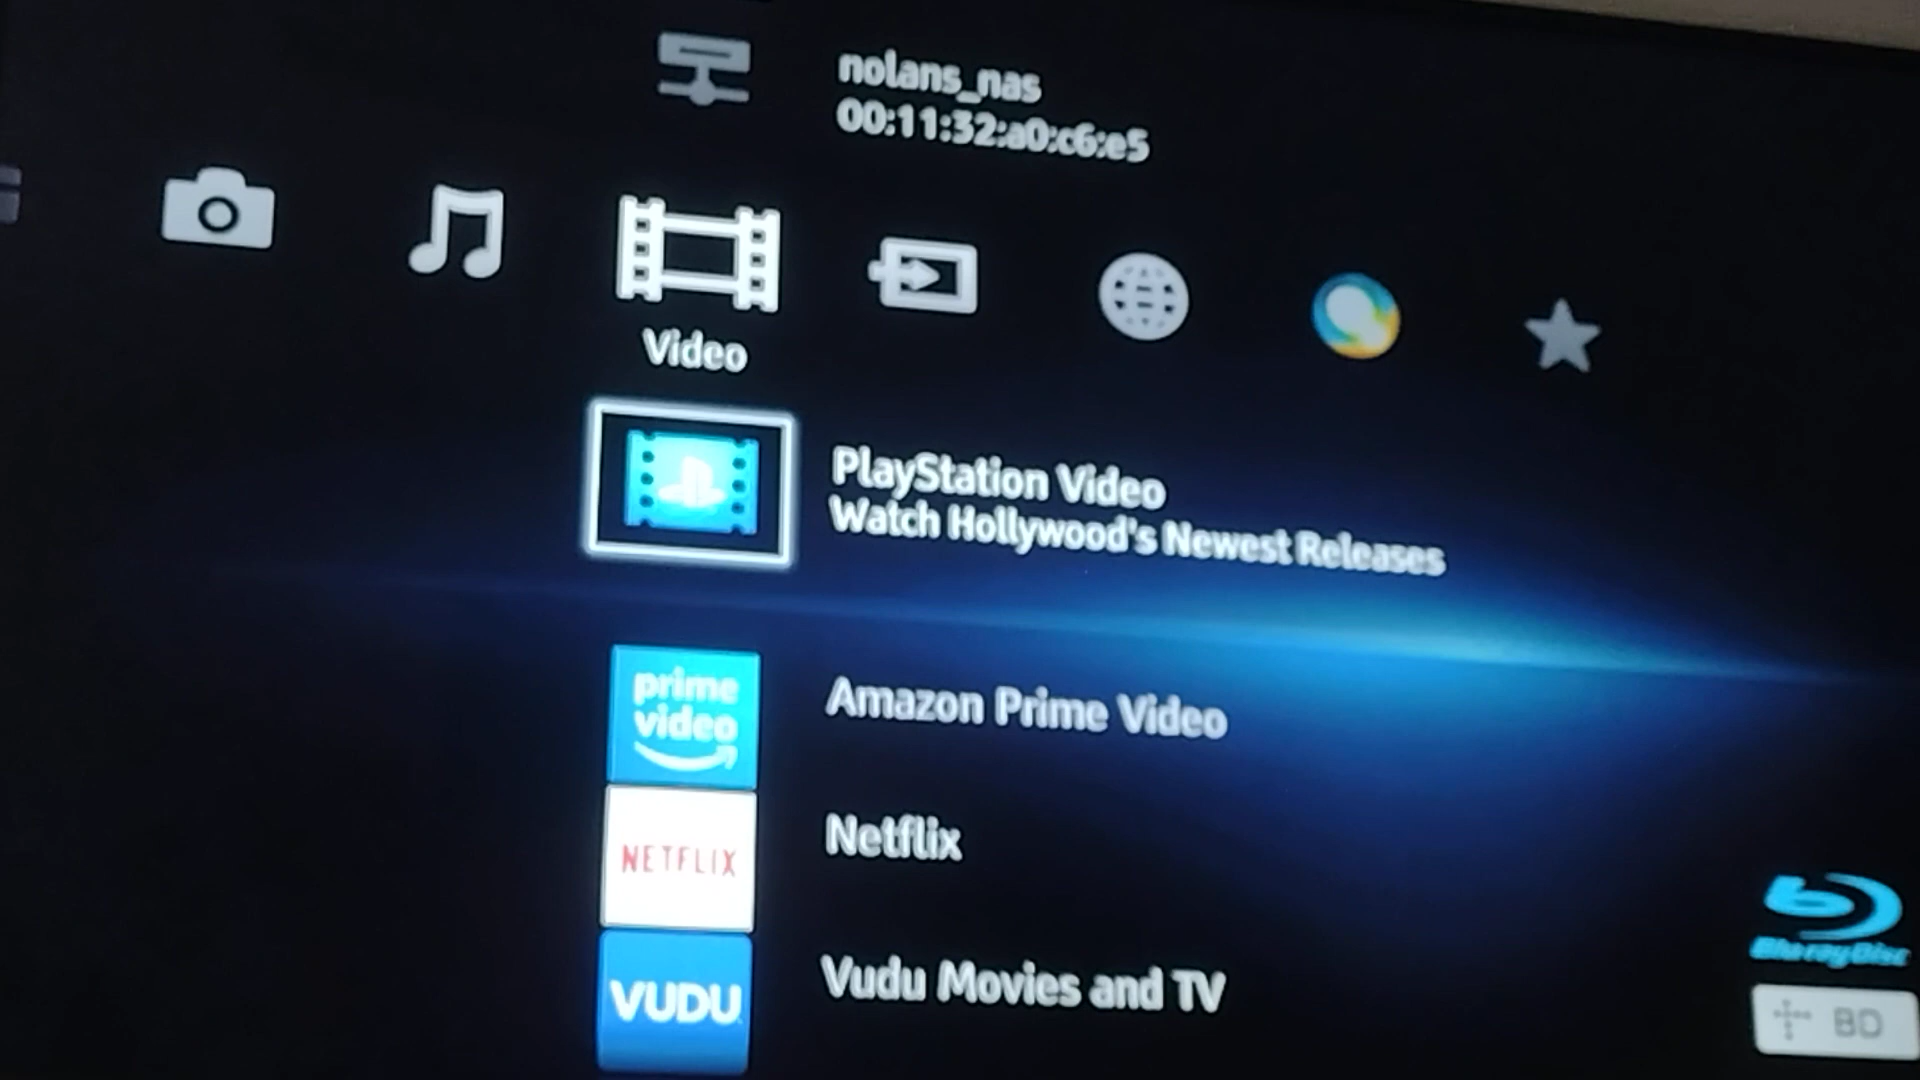 nolans_nas
00:11:32:a0:c6:e5
Video
PlayStation Video
Watch Hollywood's Newest Releases
prime
video
Amazon Prime Video
NETFLIX
Netflix
VUDU
Vudu Movies and TV
Blu-ray Disc
BD